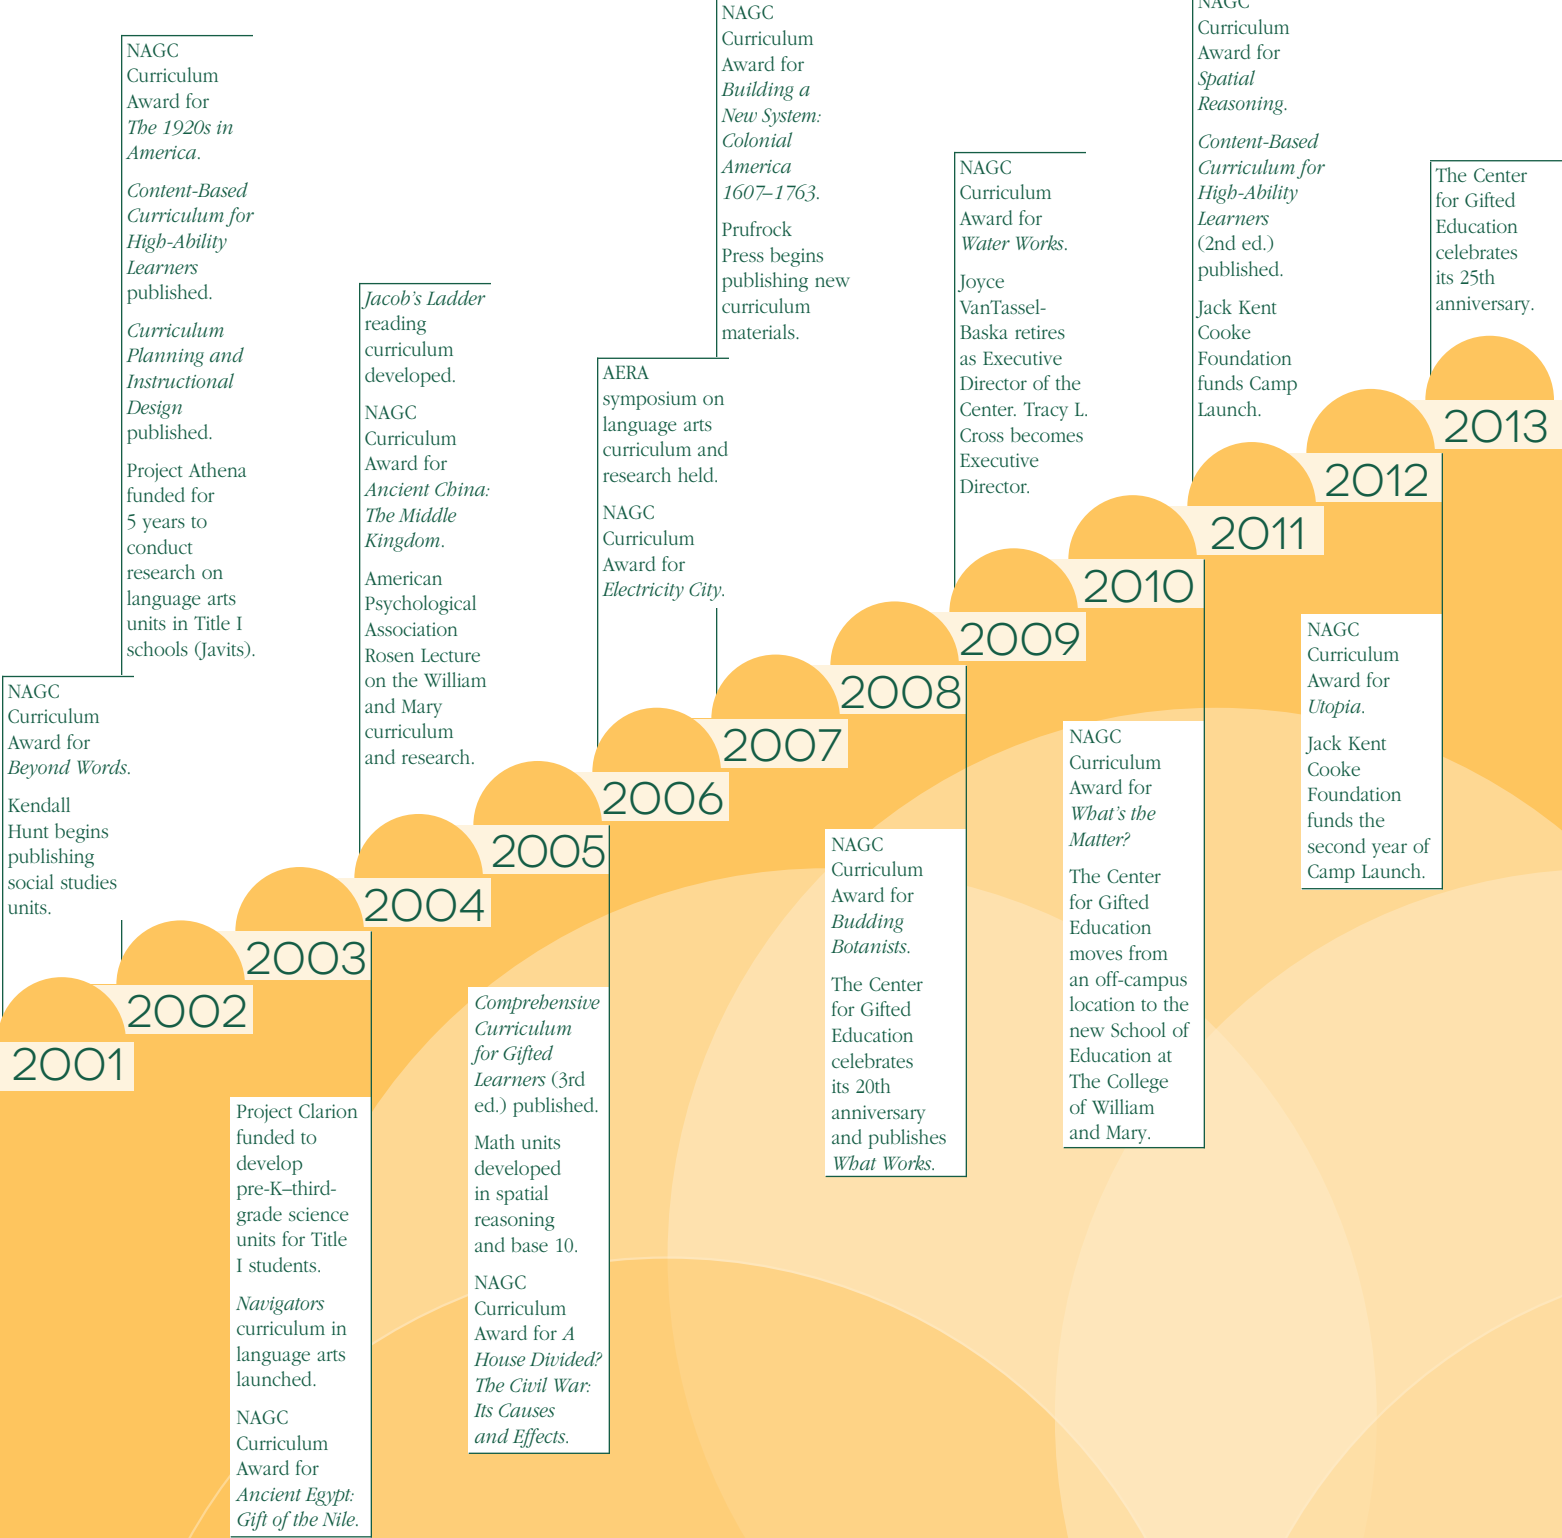 NAGC
Curriculum
Award for
Beyond Words.
Kendall
Hunt begins
publishing
social studies
units.
2001
NAGC
Curriculum
Award for
The 1920s in
America.
Content-Based
Curriculum for
High-Ability
Learners
published.
Curriculum
Planning and
Instructional
Design
published.
Project Athena
funded for
5 years to
conduct
research on
language arts
units in Title I
schools (Javits).
2002
2003
Project Clarion
funded to
develop
pre-K–third-
grade science
units for Title
I students.
Navigators
curriculum in
language arts
launched.
NAGC
Curriculum
Award for
Ancient Egypt:
Gift of the Nile.
Jacob's Ladder
reading
curriculum
developed.
NAGC
Curriculum
Award for
Ancient China:
The Middle
Kingdom.
American
Psychological
Association
Rosen Lecture
on the William
and Mary
curriculum
and research.
2004
2005
Comprehensive
Curriculum
for Gifted
Learners (3rd
ed.) published.
Math units
developed
in spatial
reasoning
and base 10.
NAGC
Curriculum
Award for A
House Divided?
The Civil War:
Its Causes
and Effects.
AERA
symposium on
language arts
curriculum and
research held.
NAGC
Curriculum
Award for
Electricity City.
2006
NAGC
Curriculum
Award for
Building a
New System:
Colonial
America
1607–1763.
Prufrock
Press begins
publishing new
curriculum
materials.
2007
2008
NAGC
Curriculum
Award for
Budding
Botanists.
The Center
for Gifted
Education
celebrates
its 20th
anniversary
and publishes
What Works.
NAGC
Curriculum
Award for
Water Works.
Joyce
VanTassel-
Baska retires
as Executive
Director of the
Center. Tracy L.
Cross becomes
Executive
Director.
2009
2010
NAGC
Curriculum
Award for
What's the
Matter?
The Center
for Gifted
Education
moves from
an off-campus
location to the
new School of
Education at
The College
of William
and Mary.
NAGC
Curriculum
Award for
Spatial
Reasoning.
Content-Based
Curriculum for
High-Ability
Learners
(2nd ed.)
published.
Jack Kent
Cooke
Foundation
funds Camp
Launch.
2011
2012
NAGC
Curriculum
Award for
Utopia.
Jack Kent
Cooke
Foundation
funds the
second year of
Camp Launch.
The Center
for Gifted
Education
celebrates
its 25th
anniversary.
2013